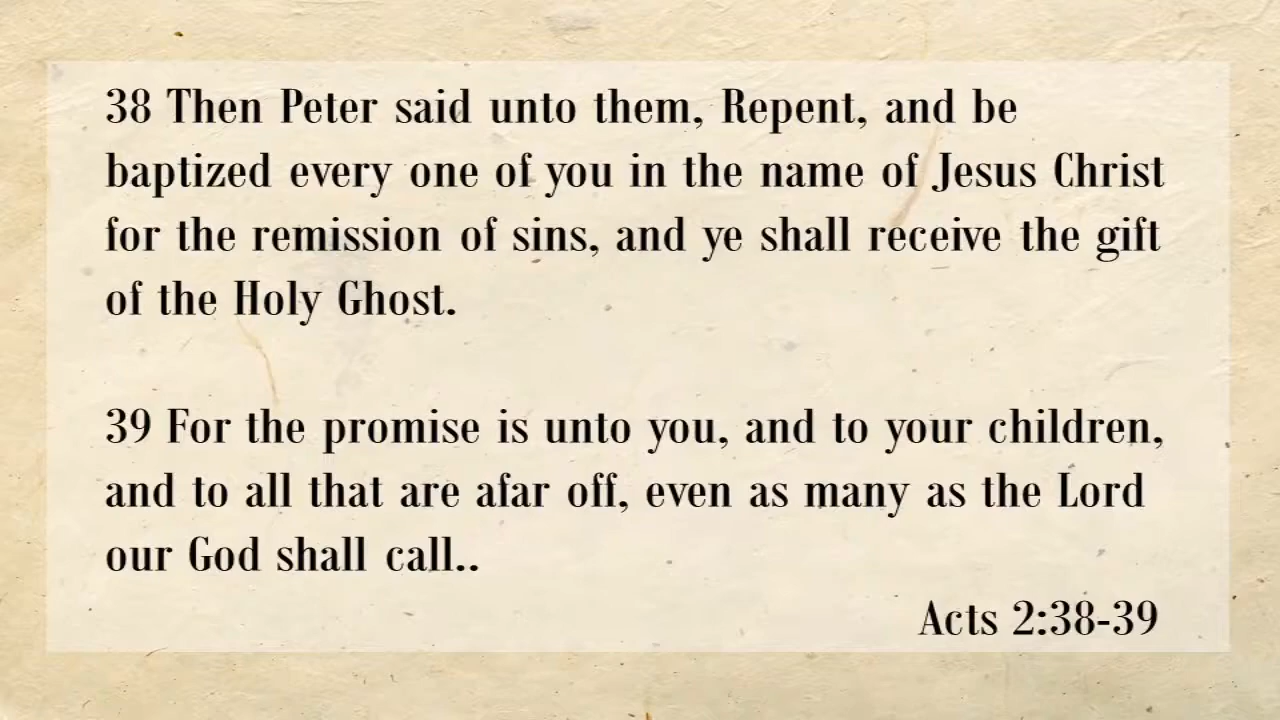 38 Then Peter said unto them, Repent, and be
baptized every one of you in the name of Jesus Christ
for the remission of sins, and ye shall receive the gift
of the Holy Ghost.
39 For the promise is unto you, and to your children,
and to all that are afar off, even as many as the Lord
our God shall call..
Acts 2:38-39